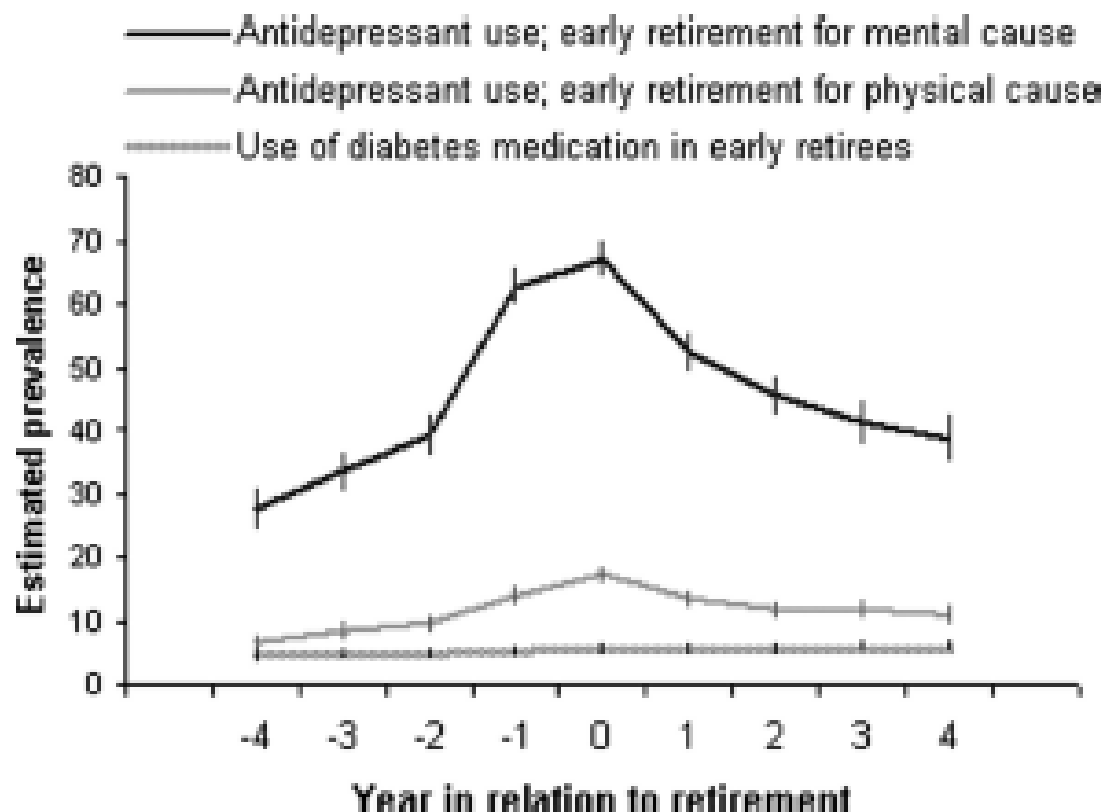 Antidepressant use; early retirement for mental cause
Antidepressant use; early retirement for physical cause
Use of diabetes medication in early retirees
80
70
60
50
40
30
20
10
0
Estimated prevalence
-4 -3 -2 -1 0 1 2 3 4
Year in relation to retirement